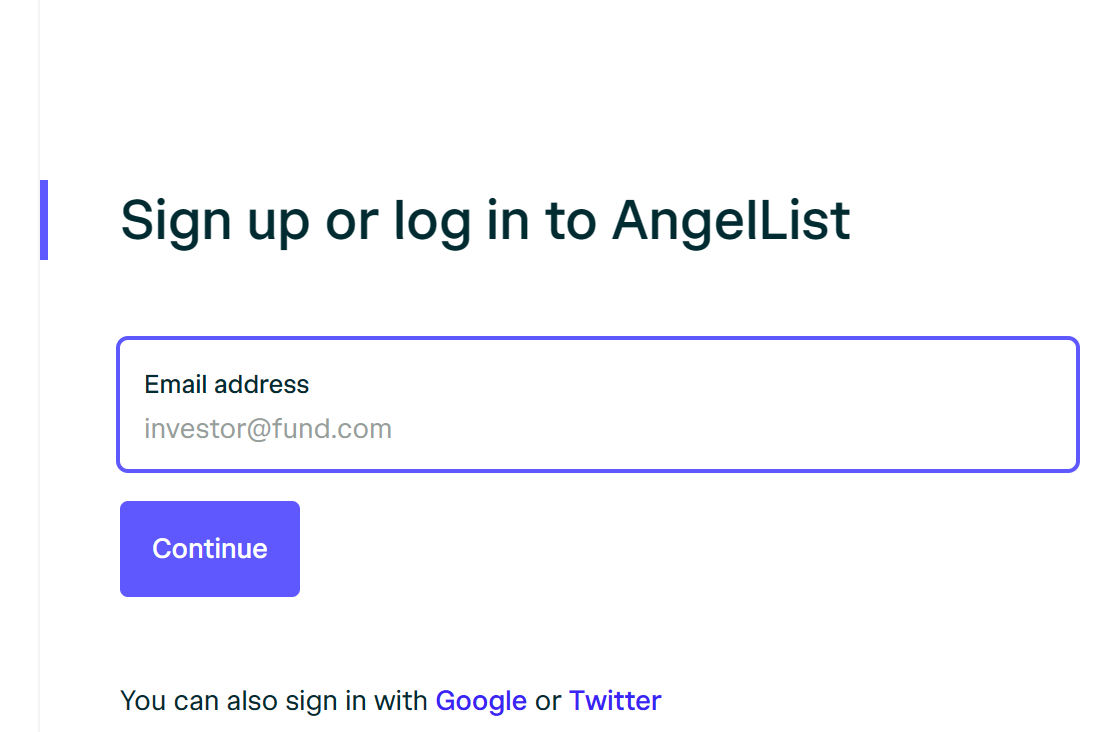 Sign up or log in to AngelList
Email address
investor@fund.com
Continue
You can also sign in with Google or Twitter